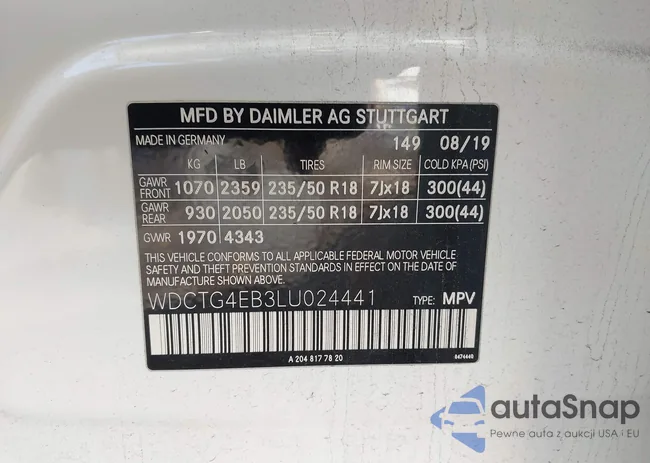 MFD BY DAIMLER AG STUTTGART
MADE IN GERMANY 149 08/19
KG LB TIRES RIM SIZE COLD KPA(PSI)
GAWR FRONT 1070 2359 235/50 R18 7Jx18 300(44)
GAWR REAR 930 2050 235/50 R18 7Jx18 300(44)
GVWR 1970 4343
THIS VEHICLE CONFORMS TO ALL APPLICABLE FEDERAL MOTOR VEHICLE
SAFETY AND THEFT PREVENTION STANDARDS IN EFFECT ON THE DATE
OF MANUFACTURE SHOWN ABOVE.
WDCTG4EB3LU024441 TYPE: MPV
A 204 817 78 20
autaSnap
Pewne auta z aukcji USA i EU